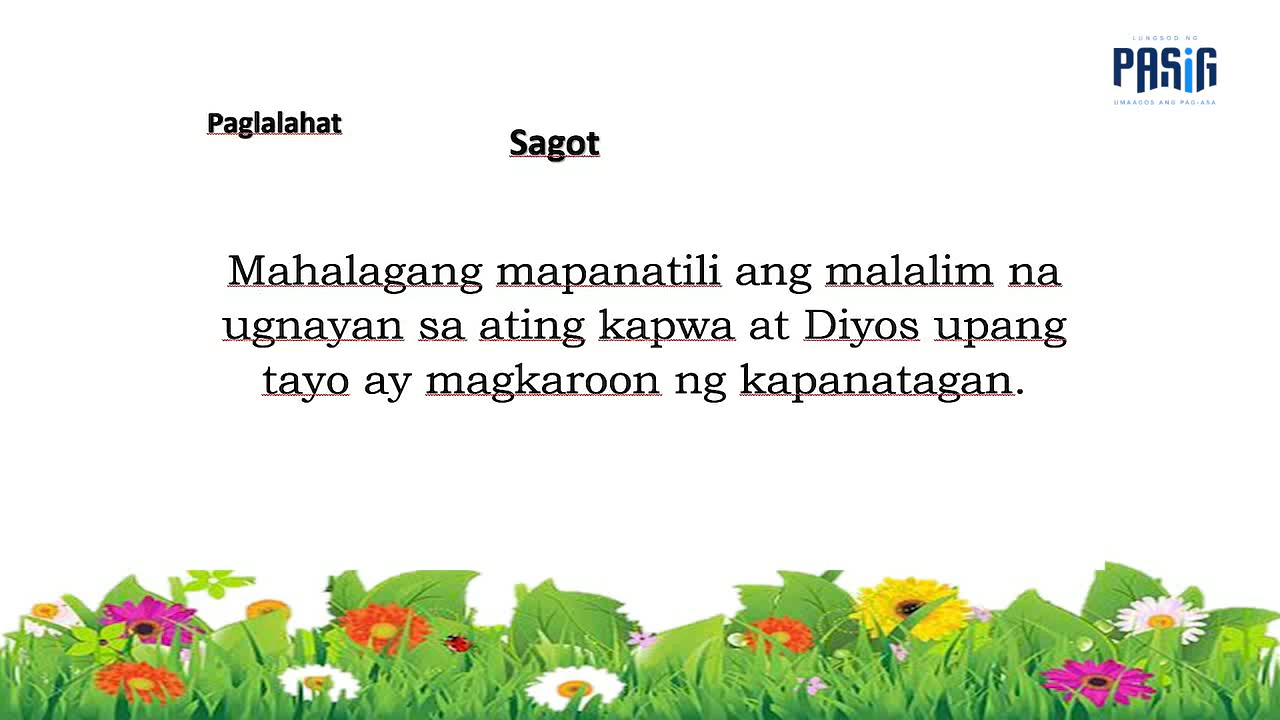 LUNGSOD NG
PASiG
UMAAGOS ANG PAG-ASA
Paglalahat
Sagot
Mahalagang mapanatili ang malalim na
ugnayan sa ating kapwa at Diyos upang
tayo ay magkaroon ng kapanatagan.